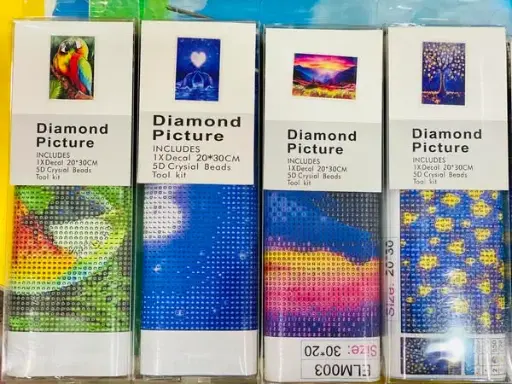 Diamond
Picture
INCLUDES
1XDecal 20*30CM
5D Crysial Beads
Tool kit
Diamond
Picture
INCLUDES
1XDecal 20*30CM
5D Crysial Beads
Tool kit
Diamond
Picture
INCLUDES
1XDecal 20*30CM
5D Crysial Beads
Tool kit
Diamond
Picture
INCLUDES
1XDecal 20*30CM
5D Crysial Beads
Tool kit
ELM003
Size: 30*20
Size: 20*30